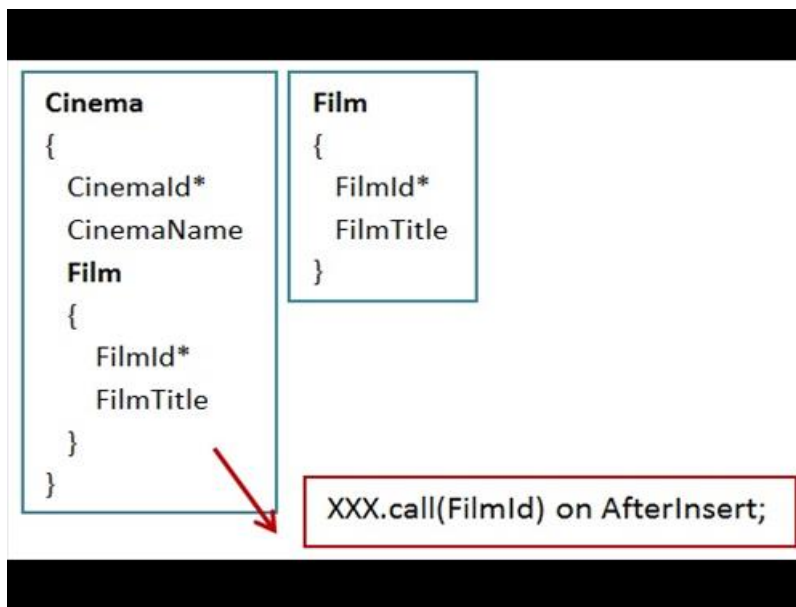 Cinema
{
CinemaId*
CinemaName
Film
{
FilmId*
FilmTitle
}
}
Film
{
FilmId*
FilmTitle
}
XXX.call(FilmId) on AfterInsert;